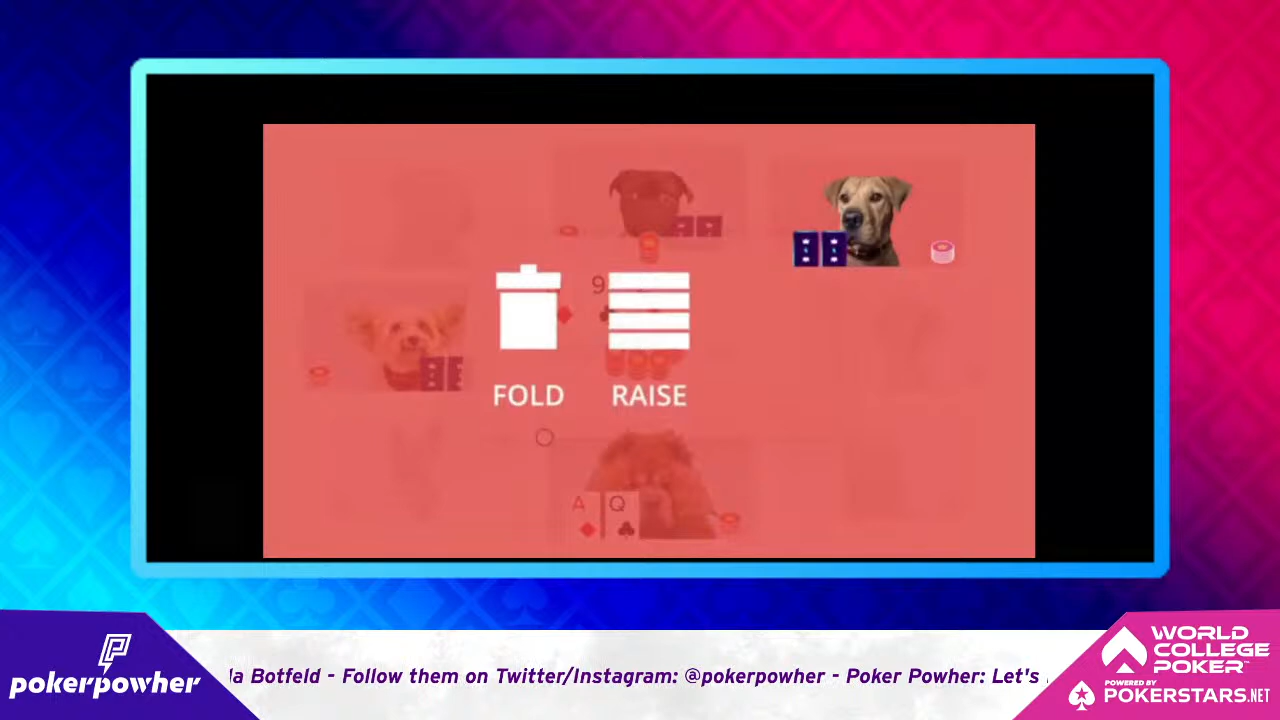 9
FOLD RAISE
A Q
pokerpowher
la Botfeld - Follow them on Twitter/Instagram: @pokerpowher - Poker Powher: Let's
WORLD
COLLEGE
POKER™
POWERED BY
POKERSTARS.NET